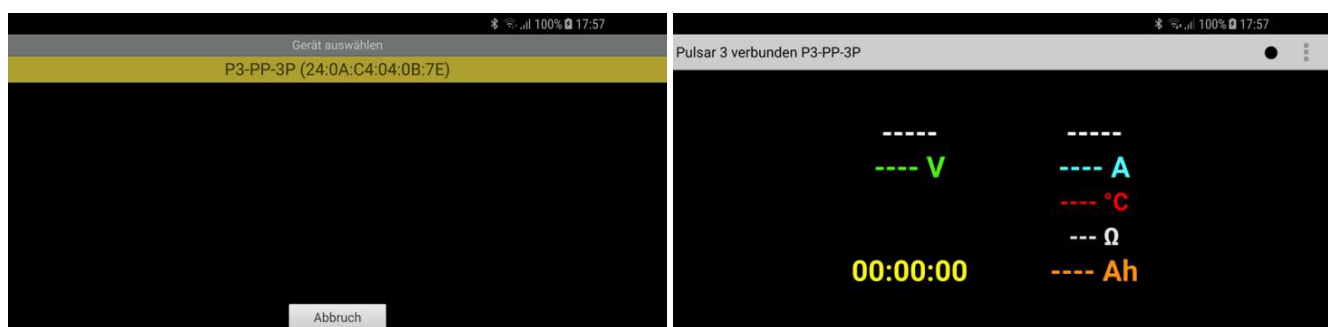 100% 17:57
Gerät auswählen
P3-PP-3P (24:0A:C4:04:0B:7E)
Abbruch
100% 17:57
Pulsar 3 verbunden P3-PP-3P
----- -----
---- V ---- A
---- °C
--- Ω
00:00:00 ---- Ah